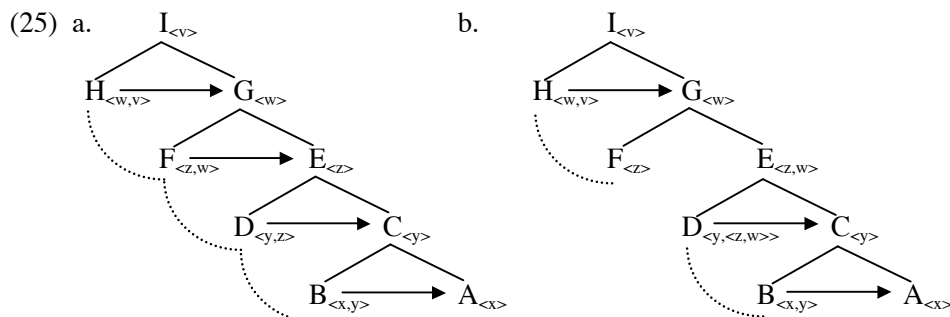 (25) a. I<v> b. I<v>
H<w,v> G<w> H<w,v> G<w>
F<z,w> E<z> F<z> E<z,w>
D<y,z> C<y> D<y,<z,w>> C<y>
B<x,y> A<x> B<x,y> A<x>